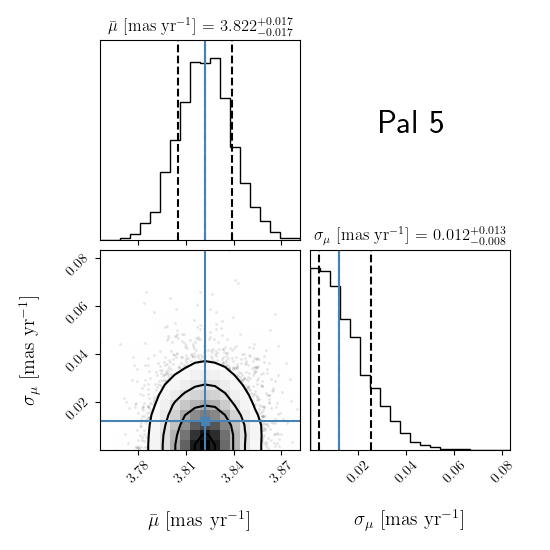 μ̄ [mas yr⁻¹] = 3.822⁺⁰·⁰¹⁷₋₀.₀₁₇
Pal 5
σ_μ [mas yr⁻¹] = 0.012⁺⁰·⁰¹³₋₀.₀₀₈
0.08
0.06
0.04
0.02
σ_μ [mas yr⁻¹]
3.78 3.81 3.84 3.87
0.02 0.04 0.06 0.08
μ̄ [mas yr⁻¹]
σ_μ [mas yr⁻¹]